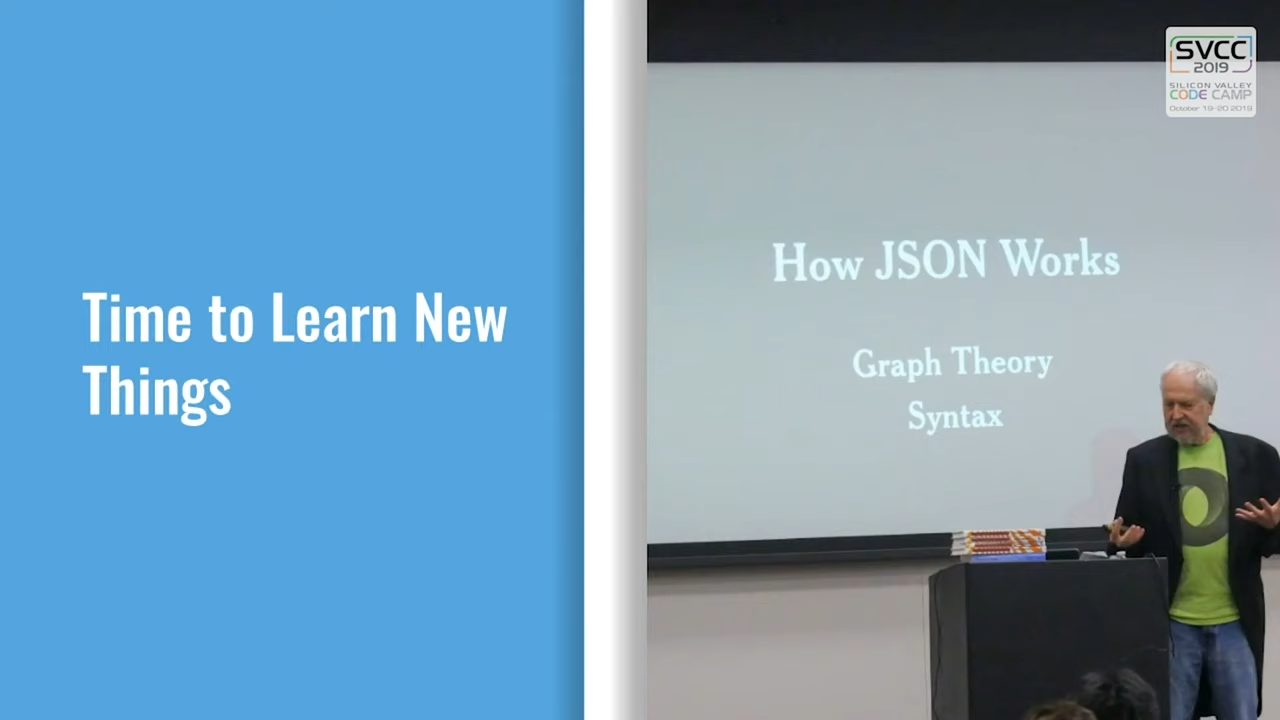 Time to Learn New
Things
SVCC
2019
SILICON VALLEY
CODE CAMP
October 19-20 2019
How JSON Works
Graph Theory
Syntax